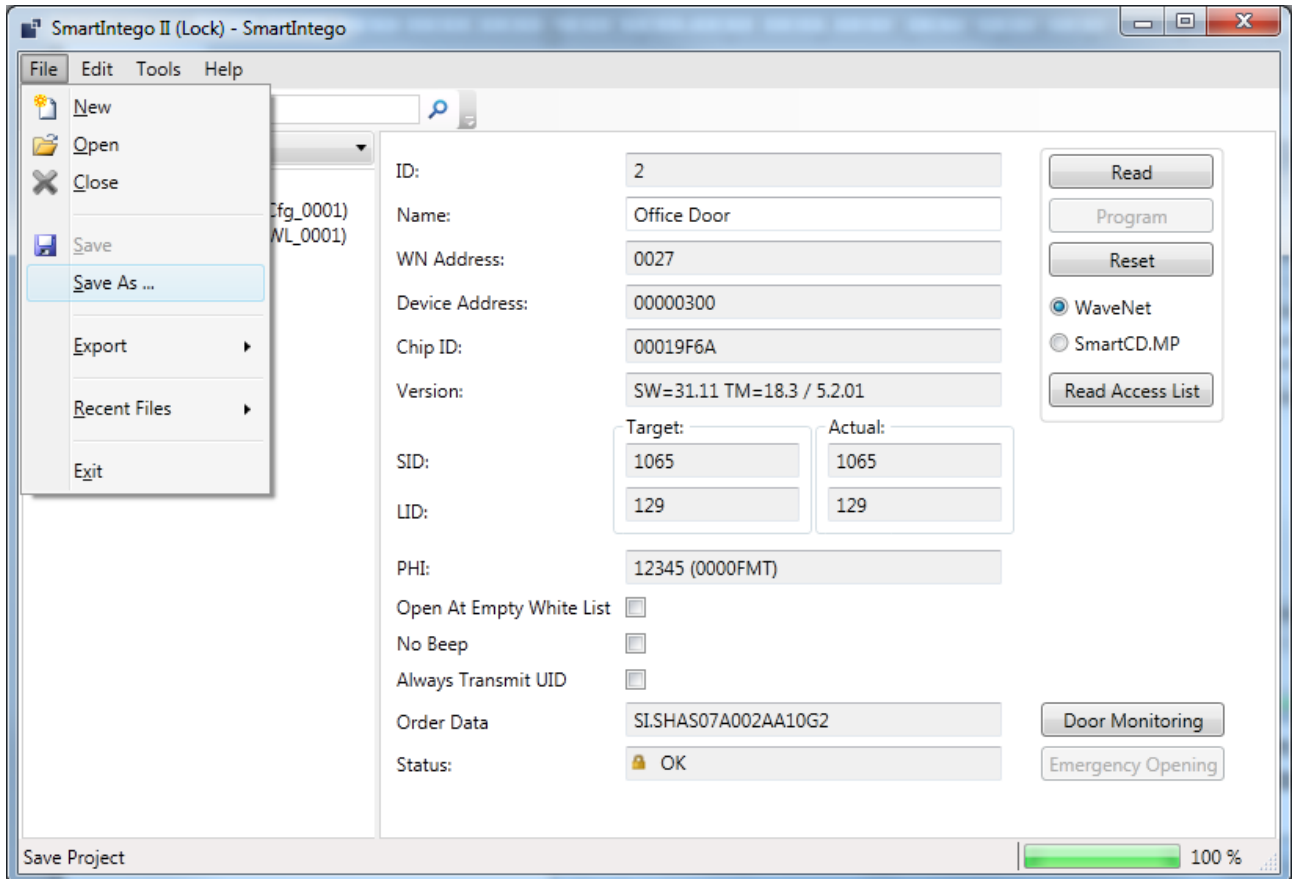 SmartIntego II (Lock) - SmartIntego
File Edit Tools Help
New
Open
Close
Save
Save As ...
Export
Recent Files
Exit
Cfg_0001)
WL_0001)
ID: 2
Name: Office Door
WN Address: 0027
Device Address: 00000300
Chip ID: 00019F6A
Version: SW=31.11 TM=18.3 / 5.2.01
Target: Actual:
SID: 1065 1065
LID: 129 129
PHI: 12345 (0000FMT)
Open At Empty White List
No Beep
Always Transmit UID
Order Data SI.SHAS07A002AA10G2
Status: OK
Read
Program
Reset
WaveNet
SmartCD.MP
Read Access List
Door Monitoring
Emergency Opening
Save Project 100 %